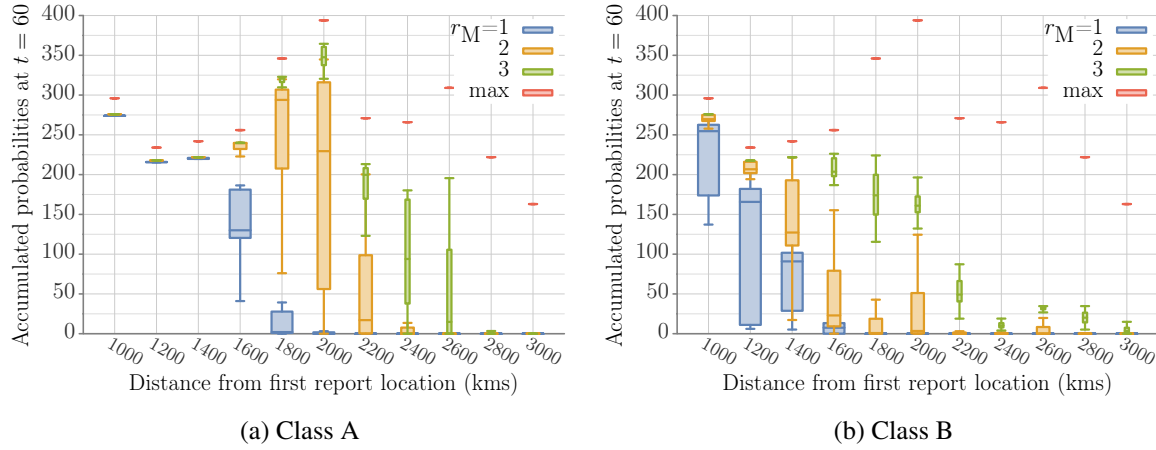 Accumulated probabilities at t = 60
400
350
300
250
200
150
100
50
0
r_M=1
2
3
max
1000 1200 1400 1600 1800 2000 2200 2400 2600 2800 3000
Distance from first report location (kms)
(a) Class A
Accumulated probabilities at t = 60
400
350
300
250
200
150
100
50
0
r_M=1
2
3
max
1000 1200 1400 1600 1800 2000 2200 2400 2600 2800 3000
Distance from first report location (kms)
(b) Class B